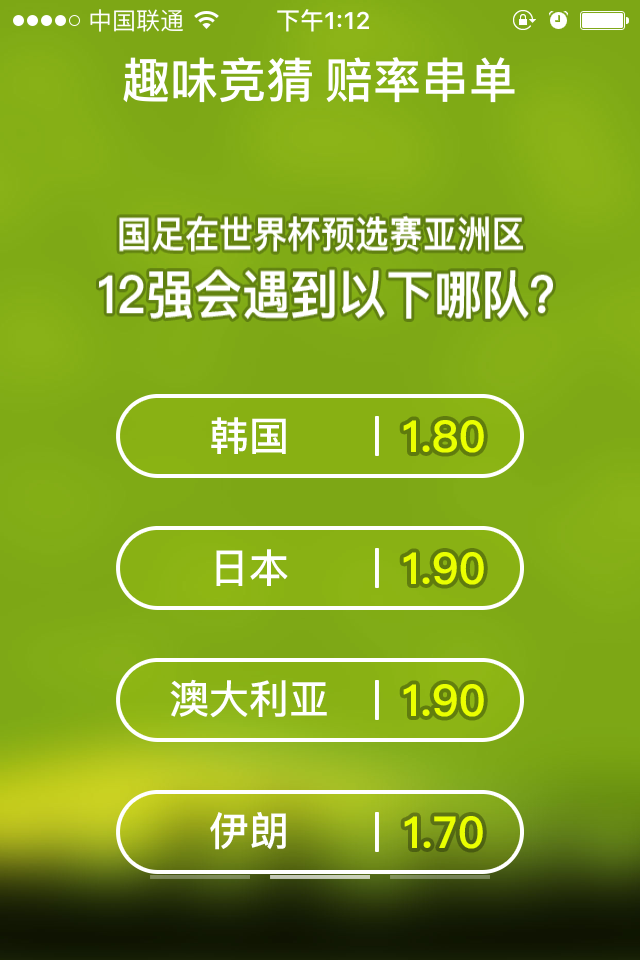 中国联通 下午1:12
趣味竞猜 赔率串单
国足在世界杯预选赛亚洲区
12强会遇到以下哪队?
韩国 | 1.80
日本 | 1.90
澳大利亚 | 1.90
伊朗 | 1.70